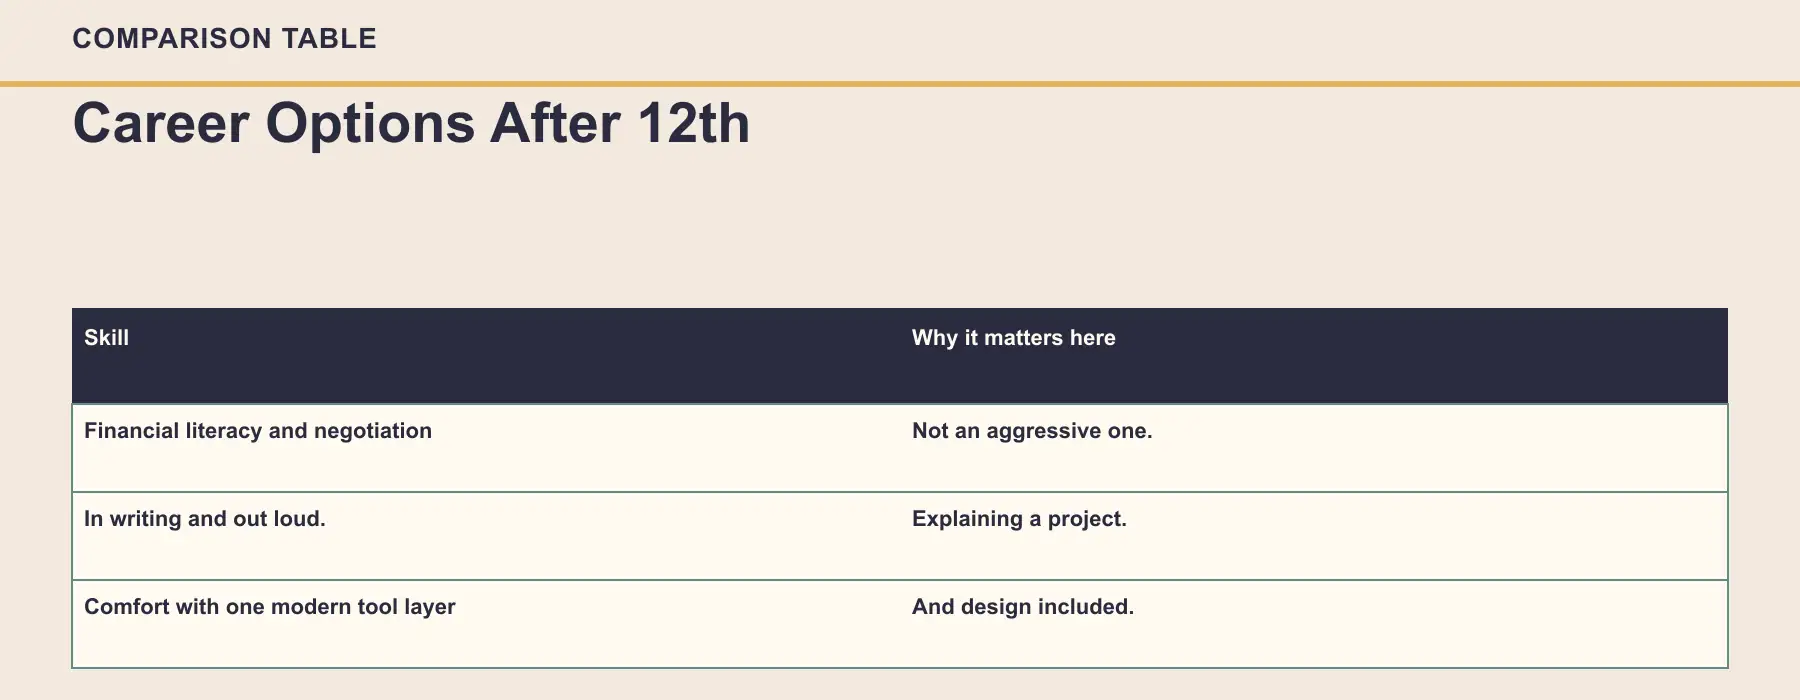 COMPARISON TABLE
Career Options After 12th
Skill Why it matters here
Financial literacy and negotiation Not an aggressive one.
In writing and out loud. Explaining a project.
Comfort with one modern tool layer And design included.